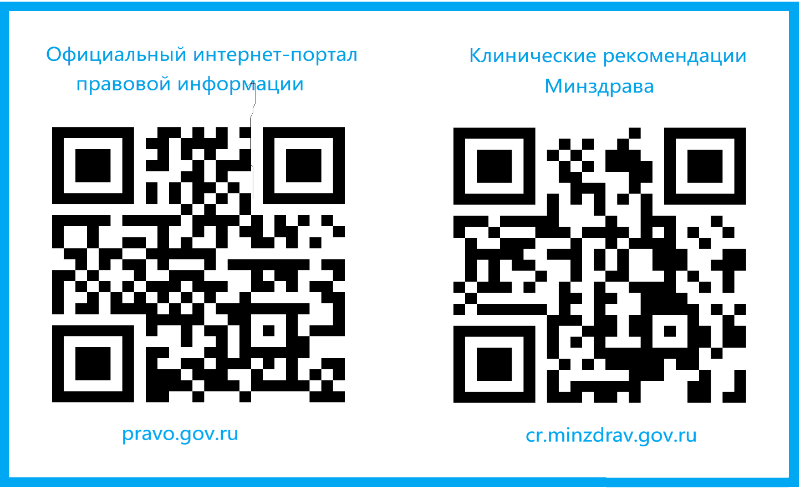 Официальный интернет-портал
правовой информации
Клинические рекомендации
Минздрава
pravo.gov.ru
cr.minzdrav.gov.ru